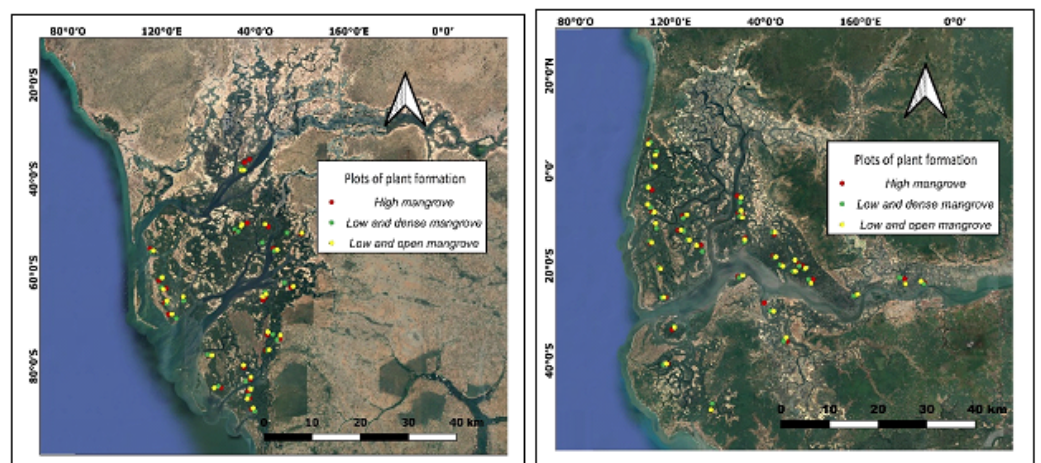 80°0'0 120°0'E 40°0'O 0°0'
20°0'S
40°0'S
60°0'S
80°0'S
Plots of plant formation
High mangrove
Low and dense mangrove
Low and open mangrove
0 10 20 30 40 km
80°0'0 120°0'E 40°0'O 160°0'E 0°0'
20°0'N
0°0'
20°0'S
40°0'S
Plots of plant formation
High mangrove
Low and dense mangrove
Low and open mangrove
0 10 20 30 40 km